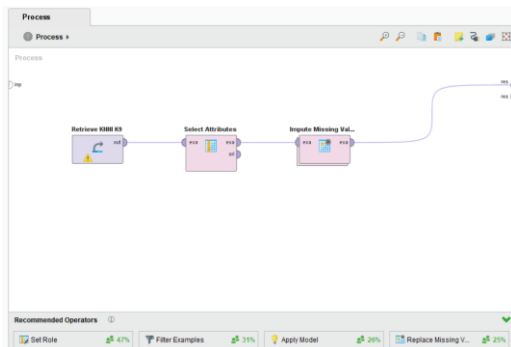 Process
Process
Process
inp
res
res
Retrieve KHNI K9
Select Attributes
Impute Missing Val...
out
exa
exa
ori
exa
exa
Recommended Operators
Set Role
47%
Filter Examples
31%
Apply Model
26%
Replace Missing V...
25%